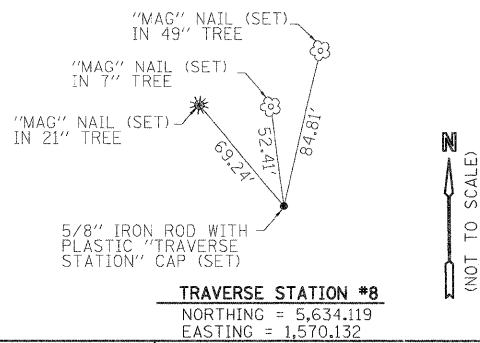 "MAG" NAIL (SET)
IN 49" TREE
"MAG" NAIL (SET)
IN 7" TREE
"MAG" NAIL (SET)
IN 21" TREE
69.24'
52.41'
84.81'
N
(NOT TO SCALE)
5/8" IRON ROD WITH
PLASTIC "TRAVERSE
STATION" CAP (SET)
TRAVERSE STATION #8
NORTHING = 5,634.119
EASTING = 1,570.132